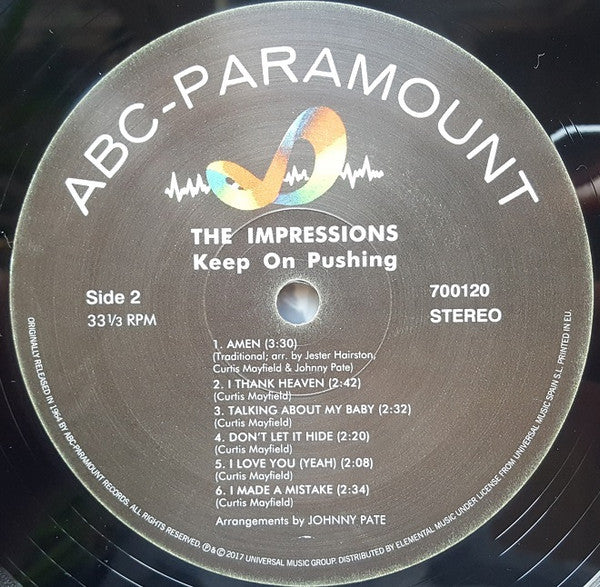 ABC-PARAMOUNT
THE IMPRESSIONS
Keep On Pushing
Side 2
33⅓ RPM
700120
STEREO
1. AMEN (3:30)
(Traditional; arr. by Jester Hairston,
Curtis Mayfield & Johnny Pate)
2. I THANK HEAVEN (2:42)
(Curtis Mayfield)
3. TALKING ABOUT MY BABY (2:32)
(Curtis Mayfield)
4. DON'T LET IT HIDE (2:20)
(Curtis Mayfield)
5. I LOVE YOU (YEAH) (2:08)
(Curtis Mayfield)
6. I MADE A MISTAKE (2:34)
(Curtis Mayfield)
Arrangements by JOHNNY PATE
ORIGINALLY RELEASED IN 1964 BY ABC-PARAMOUNT RECORDS. ALL RIGHTS RESERVED. ℗&©2017 UNIVERSAL MUSIC GROUP. DISTRIBUTED BY ELEMENTAL MUSIC UNDER LICENSE FROM UNIVERSAL MUSIC SPAIN S.L. PRINTED IN EU.